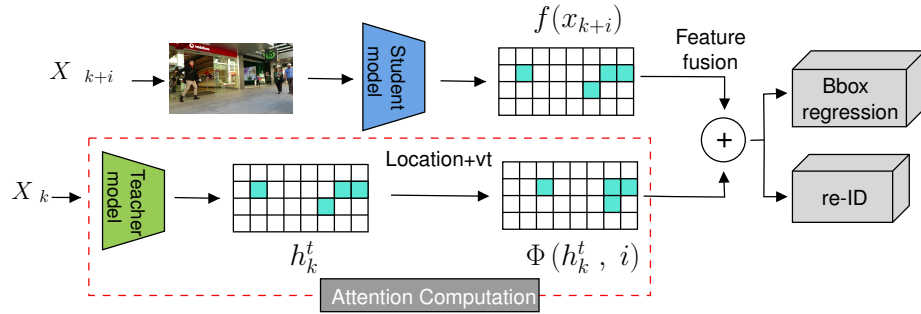 f(x_{k+i})
Feature
fusion
X k+i
Student
model
Bbox
regression
+
Location+vt
X k
Teacher
model
re-ID
h_k^t
Φ (h_k^t , i)
Attention Computation